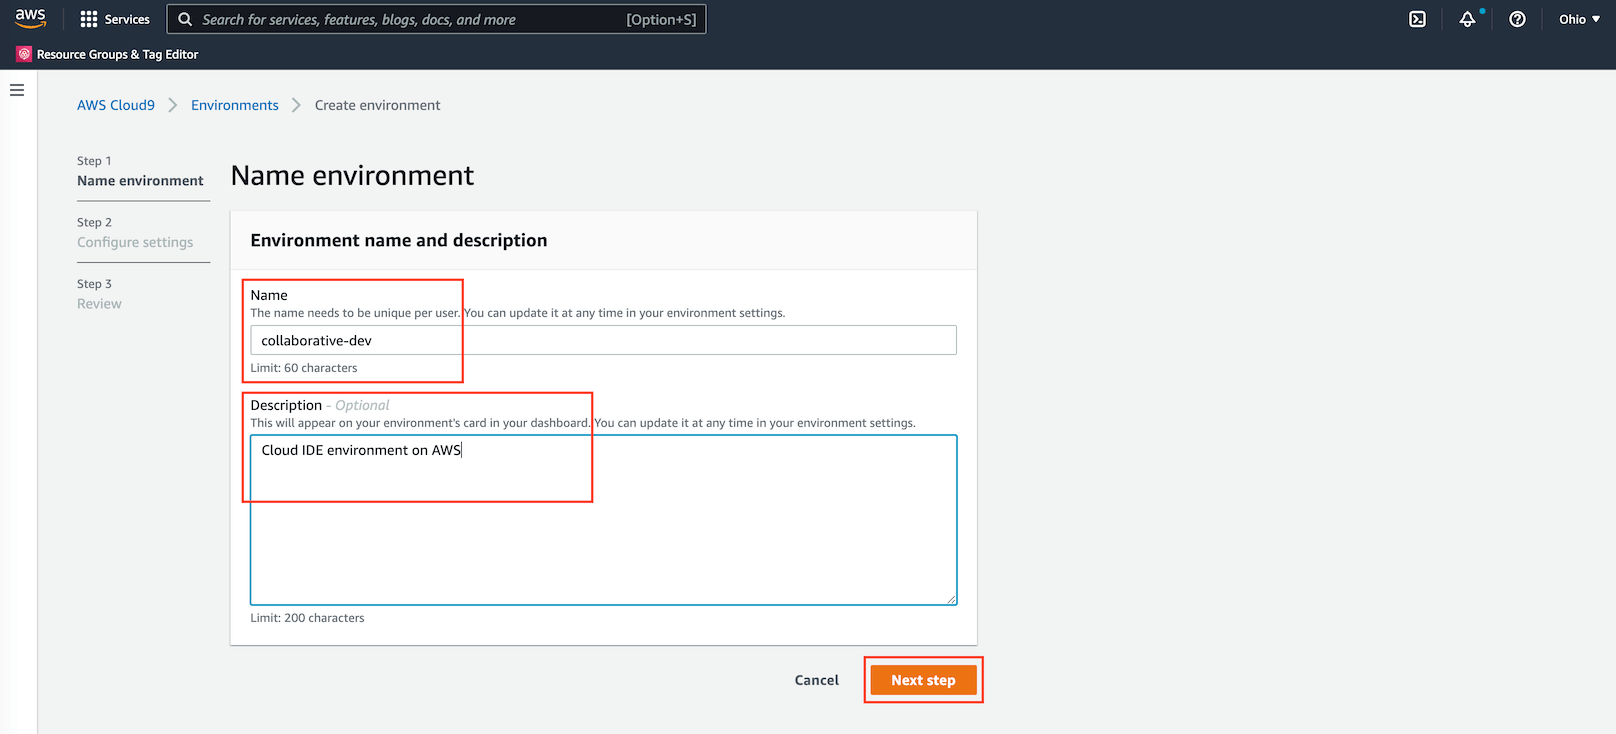 aws
Services
Search for services, features, blogs, docs, and more [Option+S]
Ohio
Resource Groups & Tag Editor
AWS Cloud9 Environments Create environment
Step 1
Name environment
Step 2
Configure settings
Step 3
Review
Name environment
Environment name and description
Name
The name needs to be unique per user. You can update it at any time in your environment settings.
collaborative-dev
Limit: 60 characters
Description - Optional
This will appear on your environment's card in your dashboard. You can update it at any time in your environment settings.
Cloud IDE environment on AWS
Limit: 200 characters
Cancel
Next step